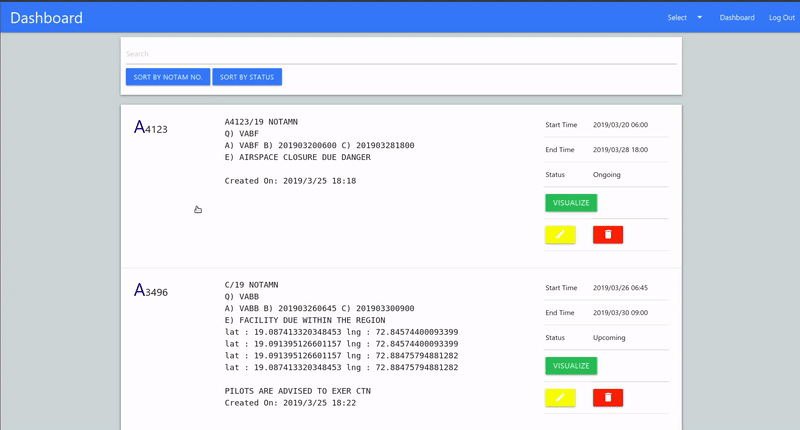 Dashboard
Select Dashboard Log Out
Search
SORT BY NOTAM NO. SORT BY STATUS
A4123
A4123/19 NOTAMN
Q) VABF
A) VABF B) 201903200600 C) 201903281800
E) AIRSPACE CLOSURE DUE DANGER
Created On: 2019/3/25 18:18
Start Time 2019/03/20 06:00
End Time 2019/03/28 18:00
Status Ongoing
VISUALIZE
A3496
C/19 NOTAMN
Q) VABB
A) VABB B) 201903260645 C) 201903300900
E) FACILITY DUE WITHIN THE REGION
lat : 19.087413320348453 lng : 72.84574400093399
lat : 19.091395126601157 lng : 72.84574400093399
lat : 19.091395126601157 lng : 72.88475794881282
lat : 19.087413320348453 lng : 72.88475794881282
PILOTS ARE ADVISED TO EXER CTN
Created On: 2019/3/25 18:22
Start Time 2019/03/26 06:45
End Time 2019/03/30 09:00
Status Upcoming
VISUALIZE